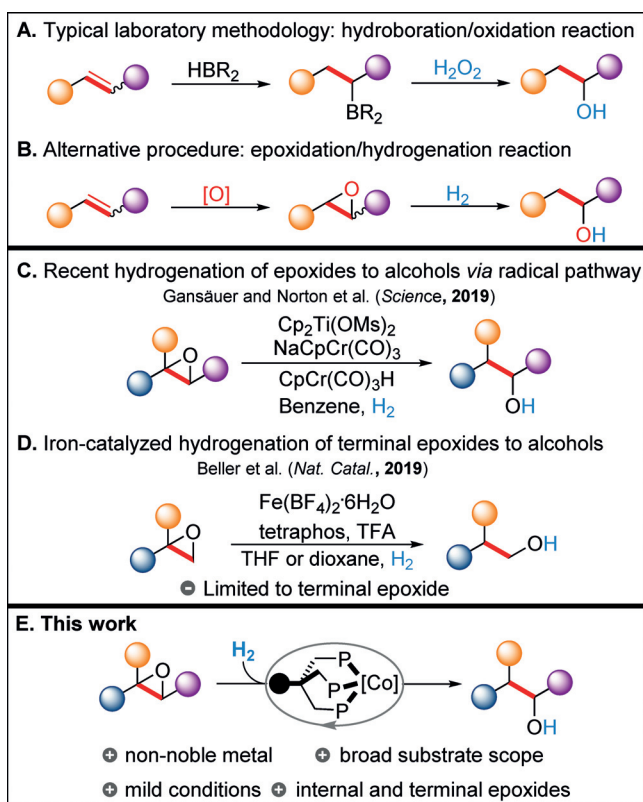 A. Typical laboratory methodology: hydroboration/oxidation reaction
HBR₂ H₂O₂
BR₂ OH
B. Alternative procedure: epoxidation/hydrogenation reaction
[O] O H₂
OH
C. Recent hydrogenation of epoxides to alcohols via radical pathway
Gansäuer and Norton et al. (Science, 2019)
Cp₂Ti(OMs)₂
NaCpCr(CO)₃
O
CpCr(CO)₃H
Benzene, H₂
OH
D. Iron-catalyzed hydrogenation of terminal epoxides to alcohols
Beller et al. (Nat. Catal., 2019)
Fe(BF₄)₂·6H₂O
O tetraphos, TFA OH
THF or dioxane, H₂
- Limited to terminal epoxide
E. This work
H₂ P
O P [Co]
P
OH
+ non-noble metal + broad substrate scope
+ mild conditions + internal and terminal epoxides